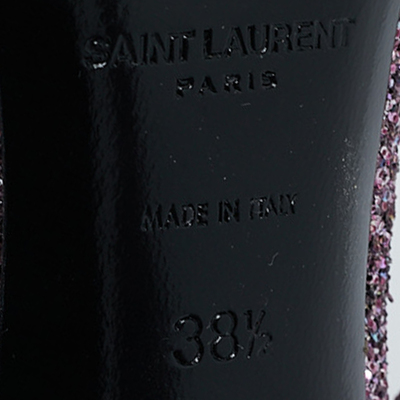 SAINT LAURENT
PARIS
MADE IN ITALY
38½